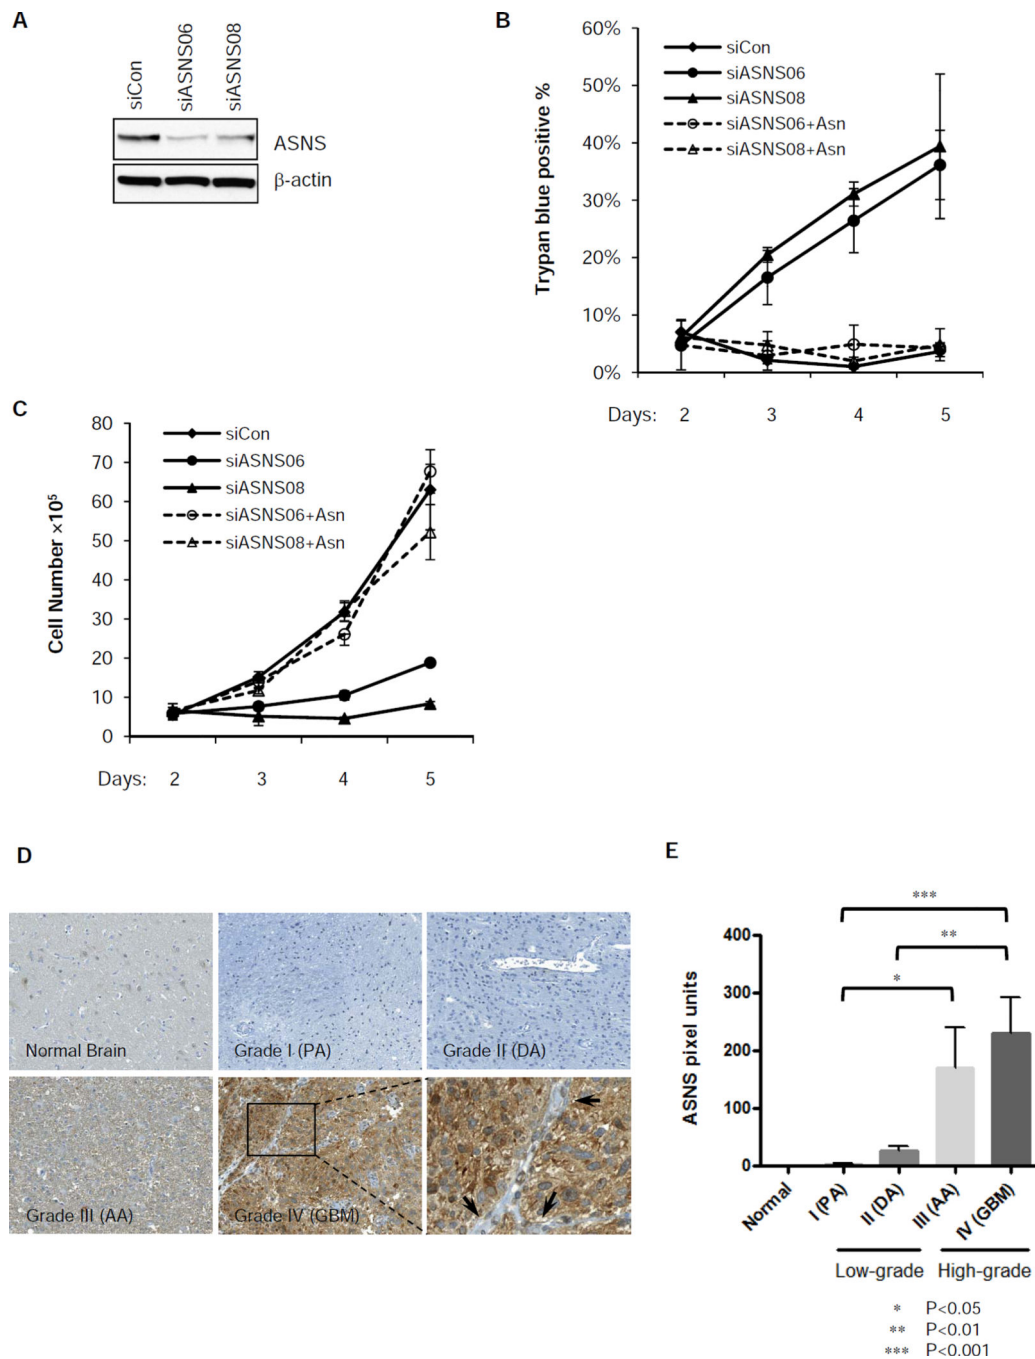 A
siCon
siASNS06
siASNS08
ASNS
β-actin
B
60%
50%
40%
30%
20%
10%
0%
Trypan blue positive %
siCon
siASNS06
siASNS08
siASNS06+Asn
siASNS08+Asn
Days: 2 3 4 5
C
80
70
60
50
40
30
20
10
0
Cell Number ×10⁵
siCon
siASNS06
siASNS08
siASNS06+Asn
siASNS08+Asn
Days: 2 3 4 5
D
Normal Brain
Grade I (PA)
Grade II (DA)
Grade III (AA)
Grade IV (GBM)
E
***
**
*
400
300
200
100
0
ASNS pixel units
Normal
I (PA)
II (DA)
III (AA)
IV (GBM)
Low-grade High-grade
* P<0.05
** P<0.01
*** P<0.001